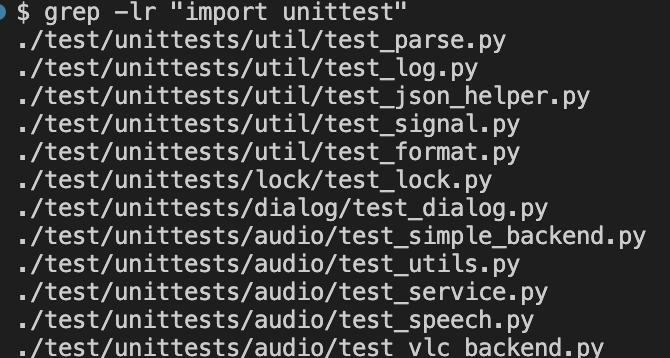 $ grep -lr "import unittest"
./test/unittests/util/test_parse.py
./test/unittests/util/test_log.py
./test/unittests/util/test_json_helper.py
./test/unittests/util/test_signal.py
./test/unittests/util/test_format.py
./test/unittests/lock/test_lock.py
./test/unittests/dialog/test_dialog.py
./test/unittests/audio/test_simple_backend.py
./test/unittests/audio/test_utils.py
./test/unittests/audio/test_service.py
./test/unittests/audio/test_speech.py
./test/unittests/audio/test_vlc_backend.py